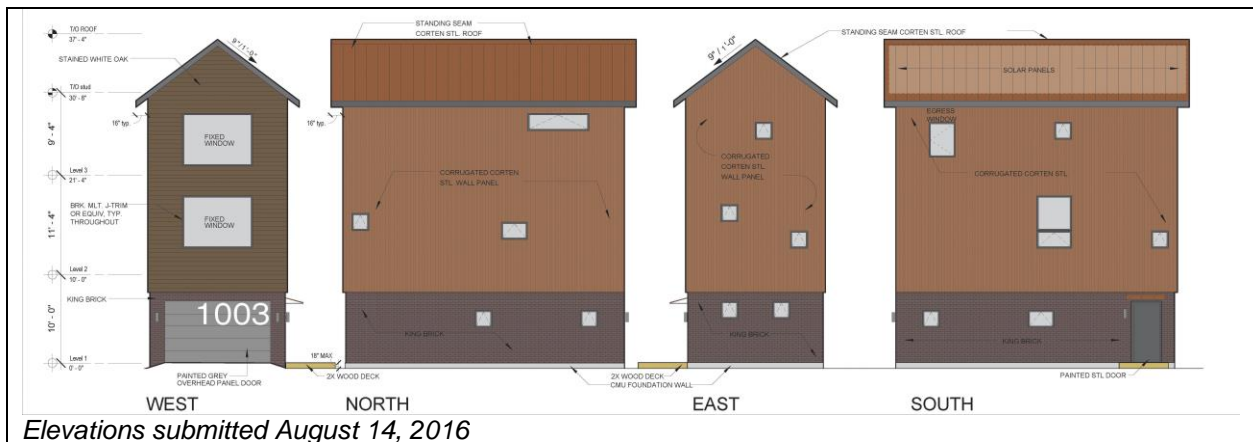 T/O ROOF
37' - 4"
STAINED WHITE OAK
T/O stud
30' - 8"
9' - 4"
Level 3
21' - 4"
BRK. MLT. J-TRIM
OR EQUIV, TYP.
THROUGHOUT
11' - 4"
Level 2
10' - 0"
KING BRICK
10' - 0"
Level 1
0' - 0"
9" / 1'-0"
16" typ.
FIXED
WINDOW
FIXED
WINDOW
1003
PAINTED GREY
OVERHEAD PANEL DOOR
18" MAX
2X WOOD DECK
WEST
STANDING SEAM
CORTEN STL. ROOF
16" typ.
CORRUGATED CORTEN
STL. WALL PANEL
KING BRICK
NORTH
9" / 1'-0"
STANDING SEAM CORTEN STL. ROOF
CORRUGATED
CORTEN STL.
WALL PANEL
KING BRICK
2X WOOD DECK
CMU FOUNDATION WALL
EAST
SOLAR PANELS
EGRESS
WINDOW
CORRUGATED CORTEN STL
KING BRICK
PAINTED STL DOOR
SOUTH
Elevations submitted August 14, 2016